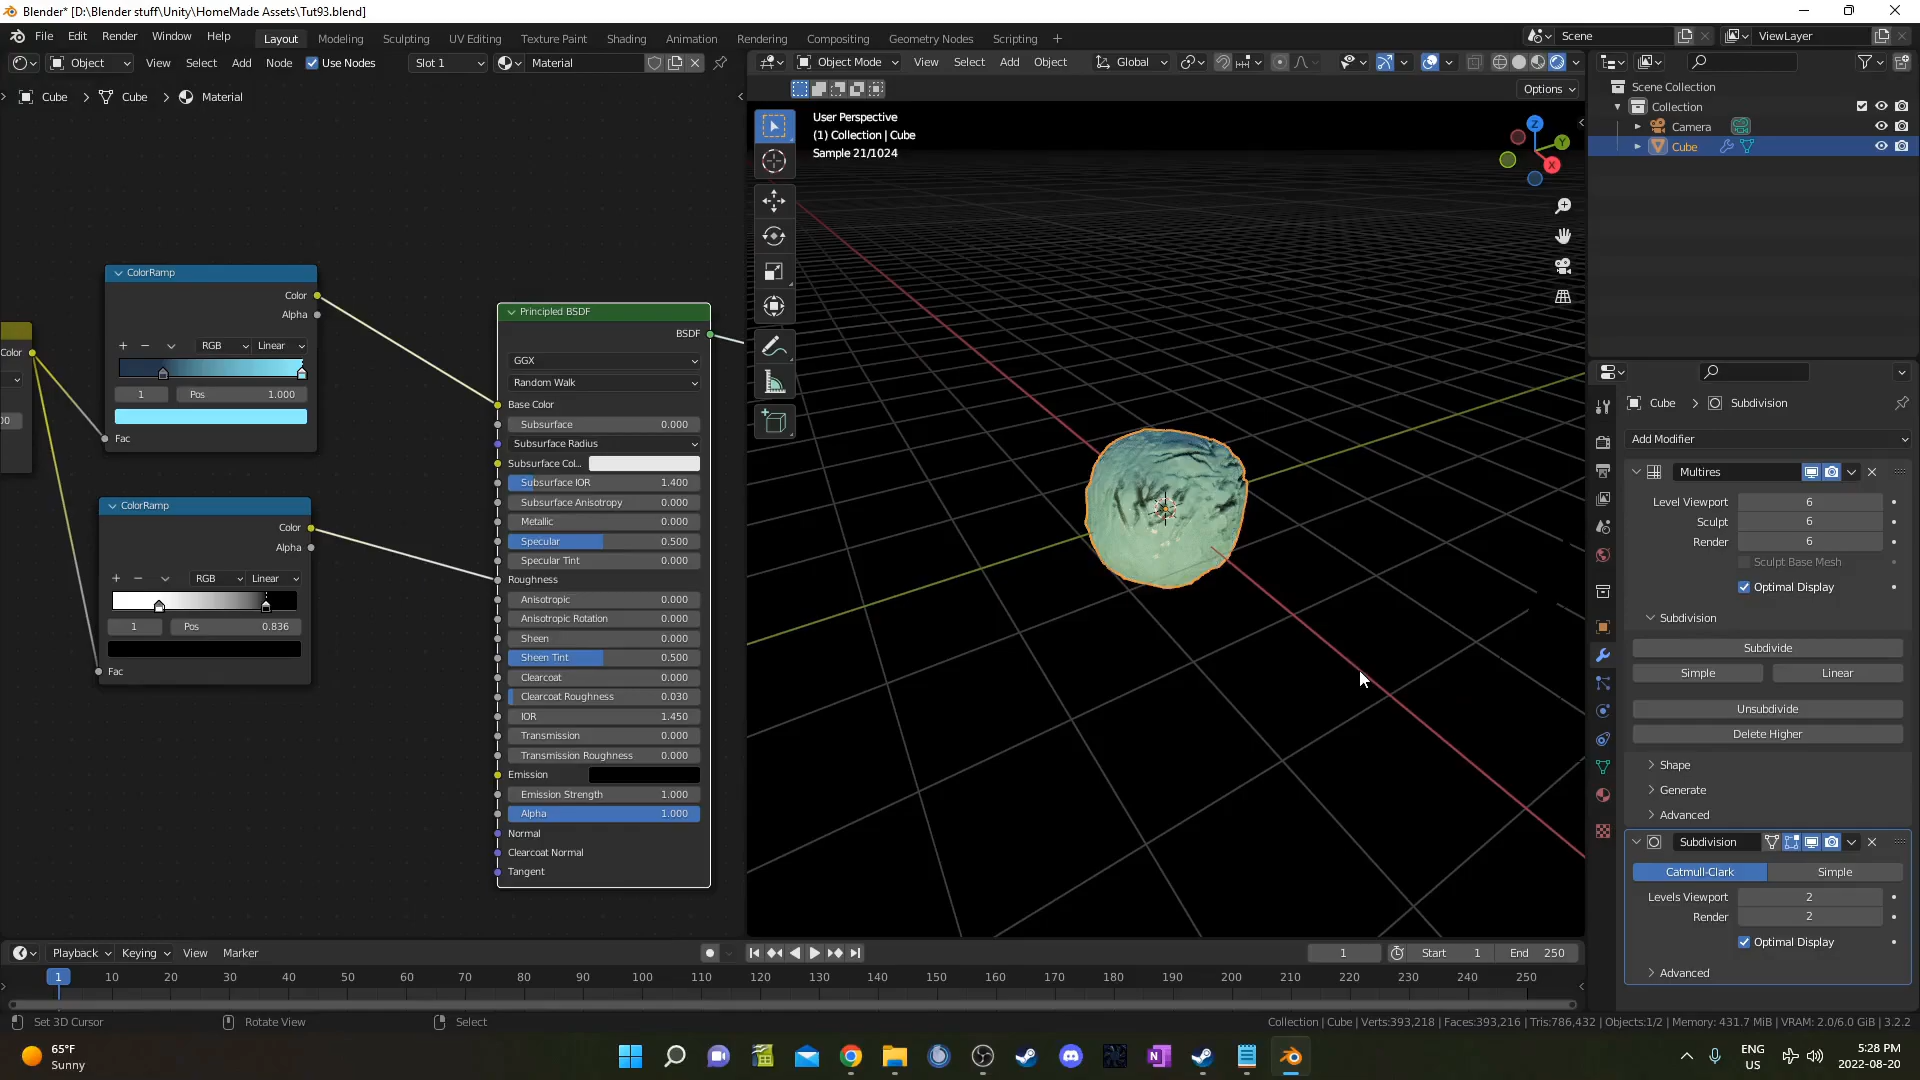 Blender* [D:\Blender stuff\Unity\HomeMade Assets\Tut93.blend]
File Edit Render Window Help Layout Modeling Sculpting UV Editing Texture Paint Shading Animation Rendering Compositing Geometry Nodes Scripting + Scene ViewLayer
Object View Select Add Node Use Nodes Slot 1 Material
Object Mode View Select Add Object Global
Cube > Cube > Material
Options
User Perspective
(1) Collection | Cube
Sample 21/1024
Z
Y
X
Scene Collection
Collection
Camera
Cube
ColorRamp
Color
Alpha
RGB Linear
1 Pos 1.000
Fac
Color
00
ColorRamp
Color
Alpha
RGB Linear
1 Pos 0.836
Fac
Principled BSDF
BSDF
GGX
Random Walk
Base Color
Subsurface 0.000
Subsurface Radius
Subsurface Col...
Subsurface IOR 1.400
Subsurface Anisotropy 0.000
Metallic 0.000
Specular 0.500
Specular Tint 0.000
Roughness
Anisotropic 0.000
Anisotropic Rotation 0.000
Sheen 0.000
Sheen Tint 0.500
Clearcoat 0.000
Clearcoat Roughness 0.030
IOR 1.450
Transmission 0.000
Transmission Roughness 0.000
Emission
Emission Strength 1.000
Alpha 1.000
Normal
Clearcoat Normal
Tangent
Cube > Subdivision
Add Modifier
Multires
Level Viewport 6
Sculpt 6
Render 6
Sculpt Base Mesh
Optimal Display
Subdivision
Subdivide
Simple Linear
Unsubdivide
Delete Higher
Shape
Generate
Advanced
Subdivision
Catmull-Clark Simple
Levels Viewport 2
Render 2
Optimal Display
Advanced
Playback Keying View Marker 1 Start 1 End 250
1 10 20 30 40 50 60 70 80 90 100 110 120 130 140 150 160 170 180 190 200 210 220 230 240 250
Set 3D Cursor Rotate View Select Collection | Cube | Verts:393,218 | Faces:393,216 | Tris:786,432 | Objects:1/2 | Memory: 431.7 MiB | VRAM: 2.0/6.0 GiB | 3.2.2
65°F
Sunny
ENG
US
5:28 PM
2022-08-20